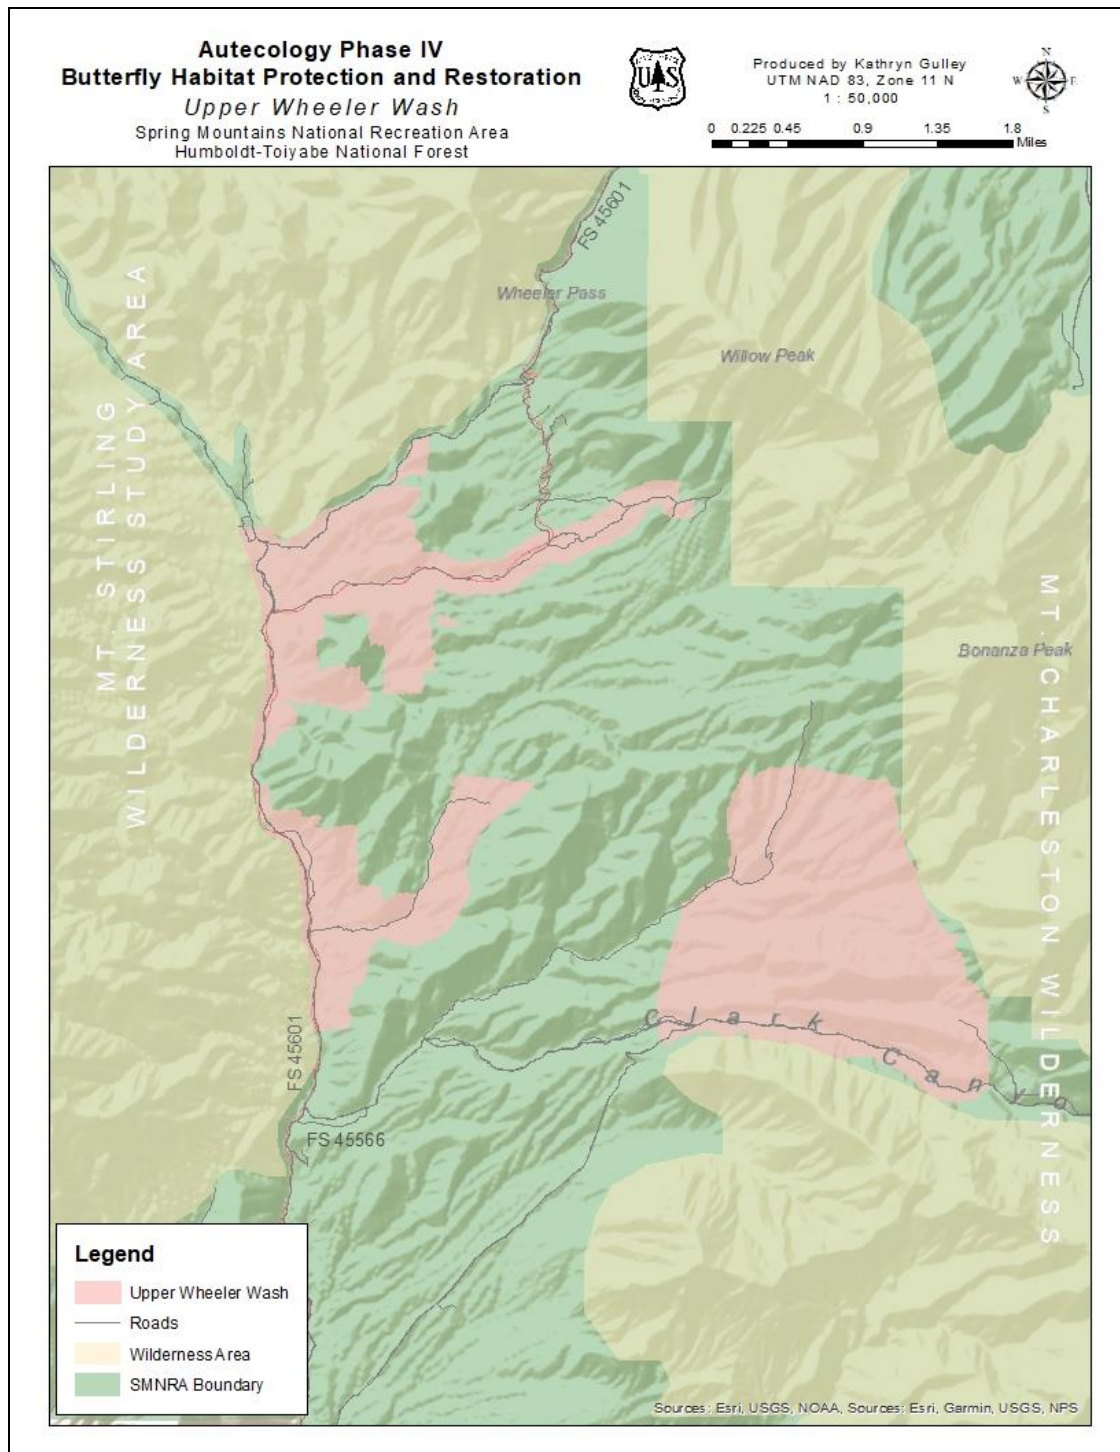 Autecology Phase IV
Butterfly Habitat Protection and Restoration
Upper Wheeler Wash
Spring Mountains National Recreation Area
Humboldt-Toiyabe National Forest
US
Produced by Kathryn Gulley
UTM NAD 83, Zone 11 N
1 : 50,000
0 0.225 0.45 0.9 1.35 1.8
Miles
N
W E
S
FS 45601
Wheeler Pass
Willow Peak
MT. STIRLING
WILDERNESS STUDY AREA
Bonanza Peak
MT. CHARLESTON WILDERNESS
Clark Canyo
FS 45601
FS 45566
Legend
Upper Wheeler Wash
Roads
Wilderness Area
SMNRA Boundary
Sources: Esri, USGS, NOAA, Sources: Esri, Garmin, USGS, NPS